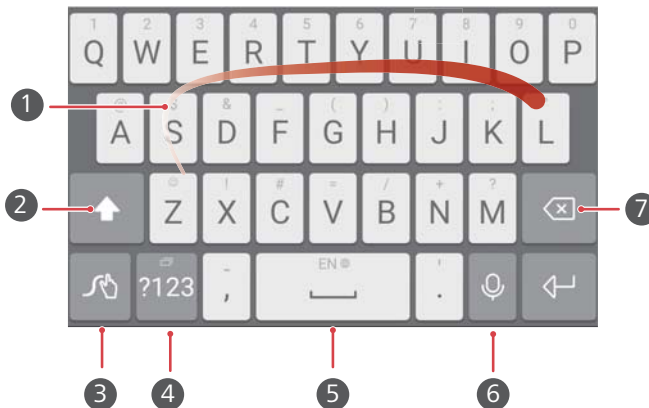 1 2 3 4 5 6 7 8 9 0
Q W E R T Y U I O P
1
@ $ & _ ( ) : ;
A S D F G H J K L
2
☺ ! # = / + ?
Z X C V B N M
7
EN
?123 , - . '
3 4 5 6